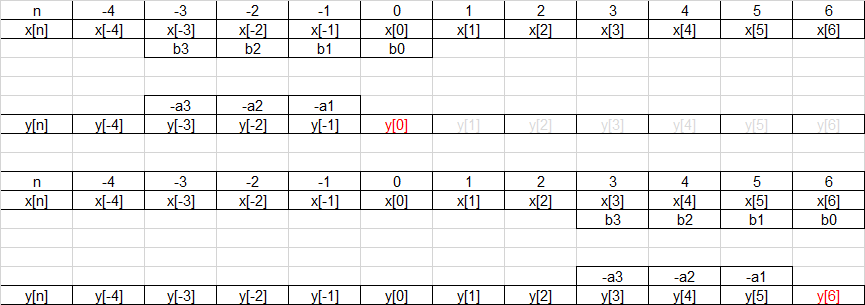 n -4 -3 -2 -1 0 1 2 3 4 5 6
x[n] x[-4] x[-3] x[-2] x[-1] x[0] x[1] x[2] x[3] x[4] x[5] x[6]
b3 b2 b1 b0
-a3 -a2 -a1
y[n] y[-4] y[-3] y[-2] y[-1] y[0] y[1] y[2] y[3] y[4] y[5] y[6]
n -4 -3 -2 -1 0 1 2 3 4 5 6
x[n] x[-4] x[-3] x[-2] x[-1] x[0] x[1] x[2] x[3] x[4] x[5] x[6]
b3 b2 b1 b0
-a3 -a2 -a1
y[n] y[-4] y[-3] y[-2] y[-1] y[0] y[1] y[2] y[3] y[4] y[5] y[6]